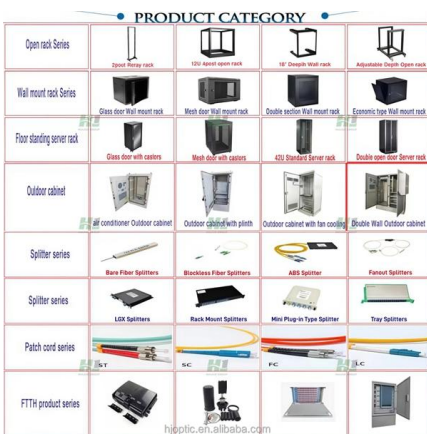 PRODUCT CATEGORY
Open rack Series
2post Relay rack
12U 4post open rack
19" Desgin Wall rack
Adjustable Depth Open rack
Wall mount rack Series
Glass door Wall mount rack
Mesh door Wall mount rack
Double section Wall mount rack
Economic type Wall mount rack
Floor standing server rack
Glass door with castors
Mesh door with castors
42U Standard Server rack
Double open door Server rack
Outdoor cabinet
air conditioner Outdoor cabinet
Outdoor cabinet with plinth
Outdoor cabinet with fan cooling
Double Wall Outdoor cabinet
Splitter series
Bare Fiber Splitters
Blockless Fiber Splitters
ABS Splitter
Fanout Splitters
Splitter series
LGX Splitters
Rack Mount Splitters
Mini Plug-in Type Splitter
Tray Splitters
Patch cord series
ST
SC
FC
LC
FTTH product series
hjoptic.en.alibaba.com